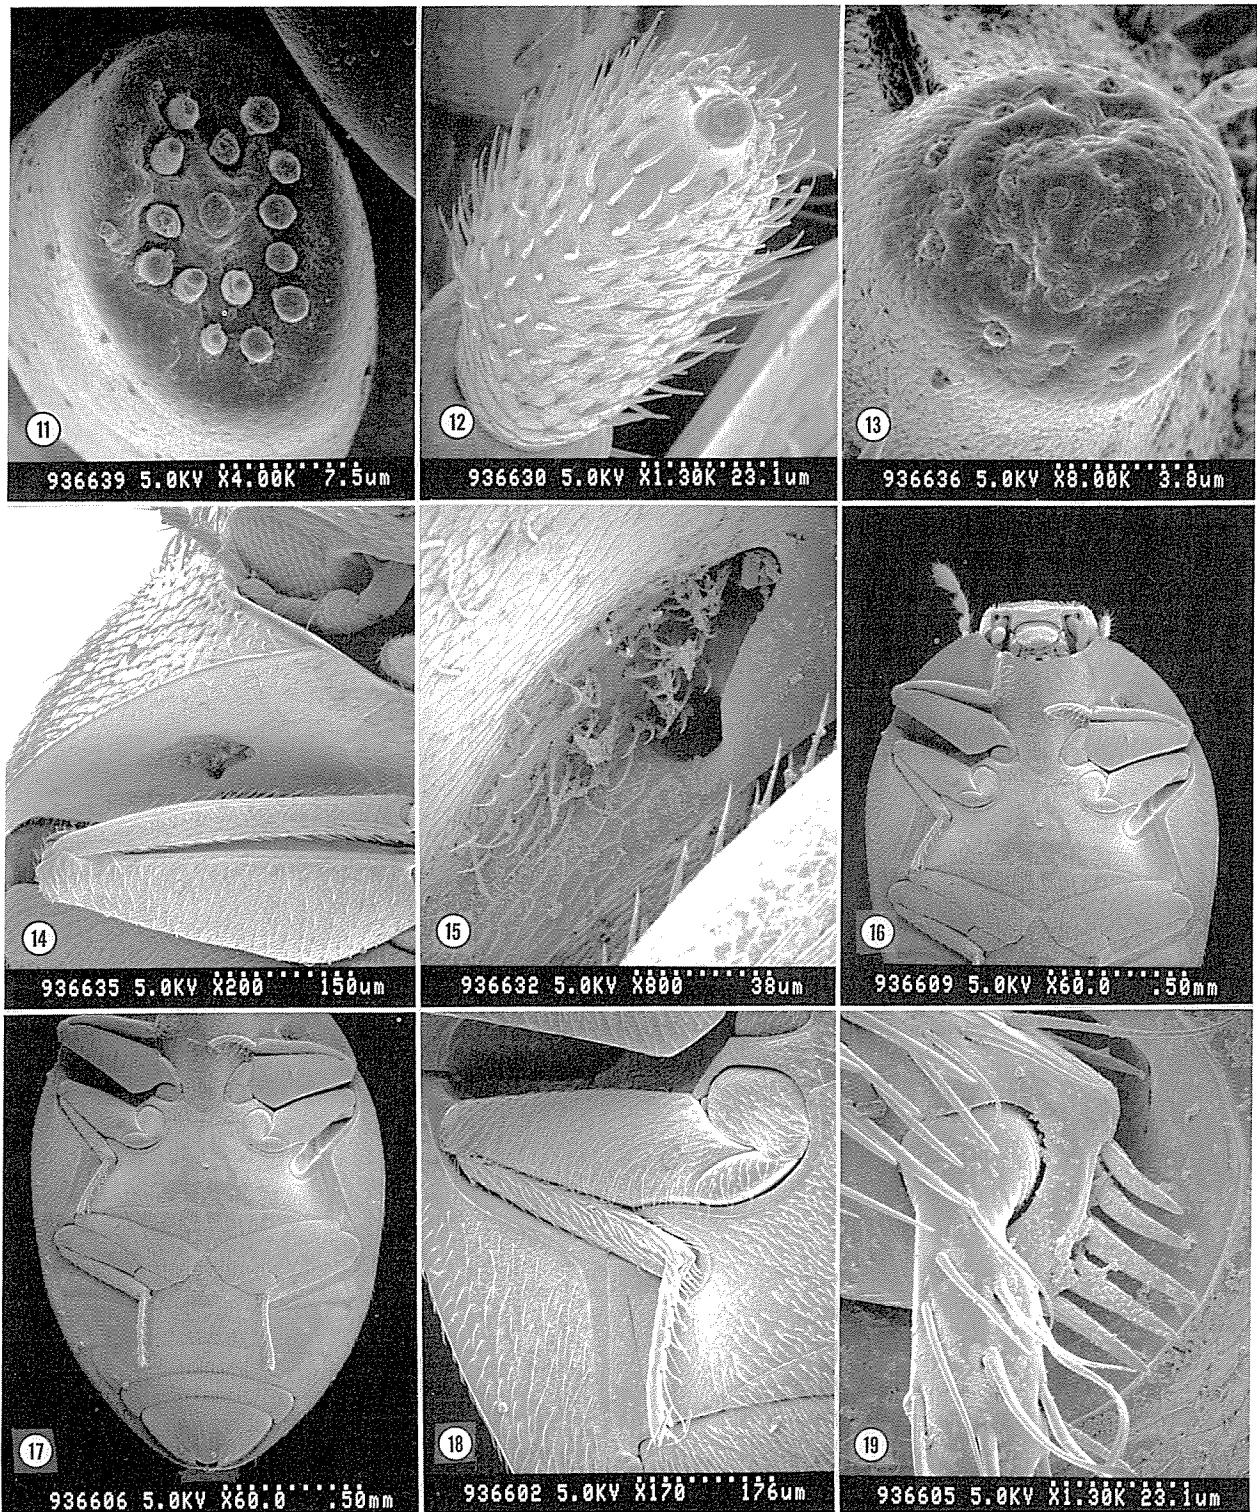 11
936639 5.0KV X4.00K 7.5um
12
936630 5.0KV X1.30K 23.1um
13
936636 5.0KV X8.00K 3.8um
14
936635 5.0KV X200 150um
15
936632 5.0KV X800 38um
16
936609 5.0KV X60.0 .50mm
17
936606 5.0KV X60.0 .50mm
18
936602 5.0KV X170 176um
19
936605 5.0KV X1.30K 23.1um